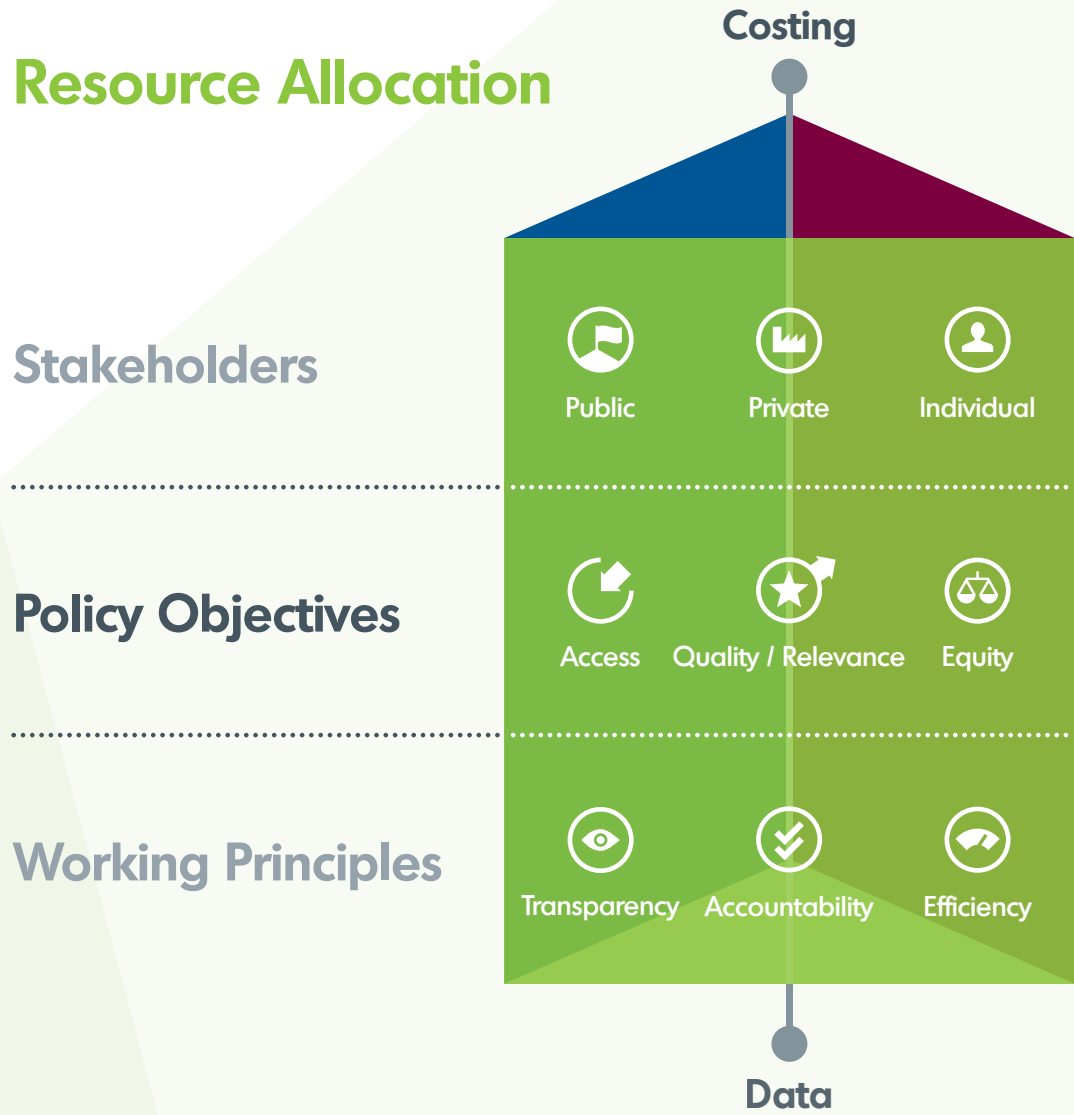 Costing
Resource Allocation
Stakeholders
Public
Private
Individual
Policy Objectives
Access
Quality / Relevance
Equity
Working Principles
Transparency
Accountability
Efficiency
Data